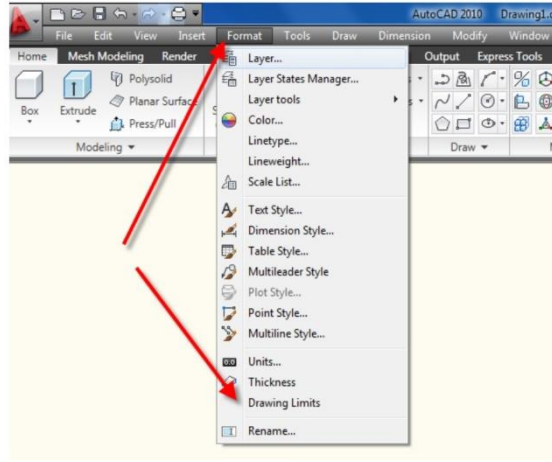 AutoCAD 2010 Drawing1.
File Edit View Insert Format Tools Draw Dimension Modify Window
Home Mesh Modeling Render Output Express Tools
Box Extrude Polysolid
Planar Surface
Press/Pull
Modeling Draw
Layer...
Layer States Manager...
Layer tools
Color...
Linetype...
Lineweight...
Scale List...
Text Style...
Dimension Style...
Table Style...
Multileader Style
Plot Style...
Point Style...
Multiline Style...
Units...
Thickness
Drawing Limits
Rename...